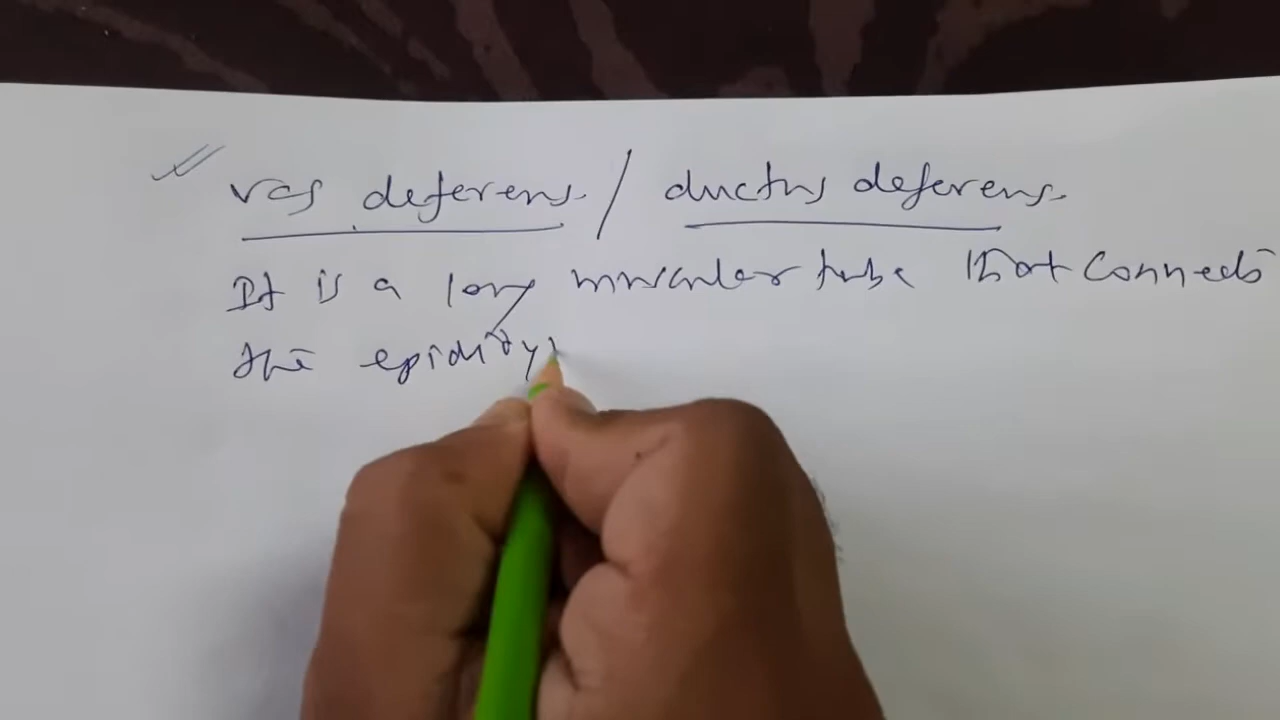 vas deferens. / ductus deferens.
It is a long muscular tube that connects
the epididy